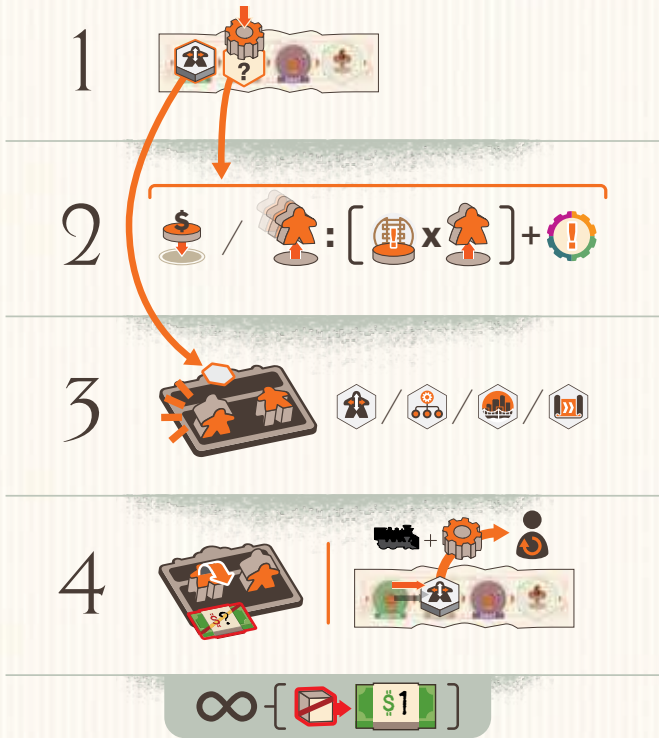 1
?
2
$ / : [ ! x ] + !
3
/ / /
4
+
∞ - [ $1 ]